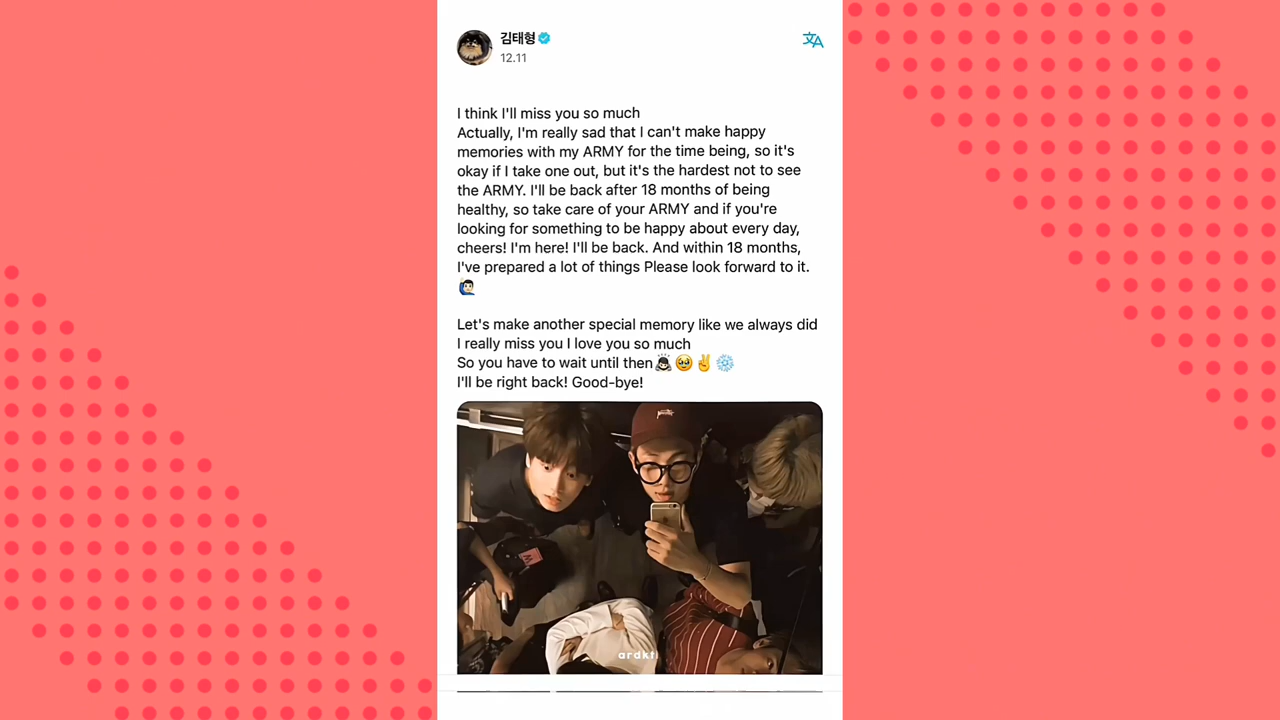 김태형
12.11
文A
I think I'll miss you so much
Actually, I'm really sad that I can't make happy
memories with my ARMY for the time being, so it's
okay if I take one out, but it's the hardest not to see
the ARMY. I'll be back after 18 months of being
healthy, so take care of your ARMY and if you're
looking for something to be happy about every day,
cheers! I'm here! I'll be back. And within 18 months,
I've prepared a lot of things Please look forward to it.
🙋🏻‍♂️
Let's make another special memory like we always did
I really miss you I love you so much
So you have to wait until then🙇🏻‍♂️🥹✌️❄️
I'll be right back! Good-bye!